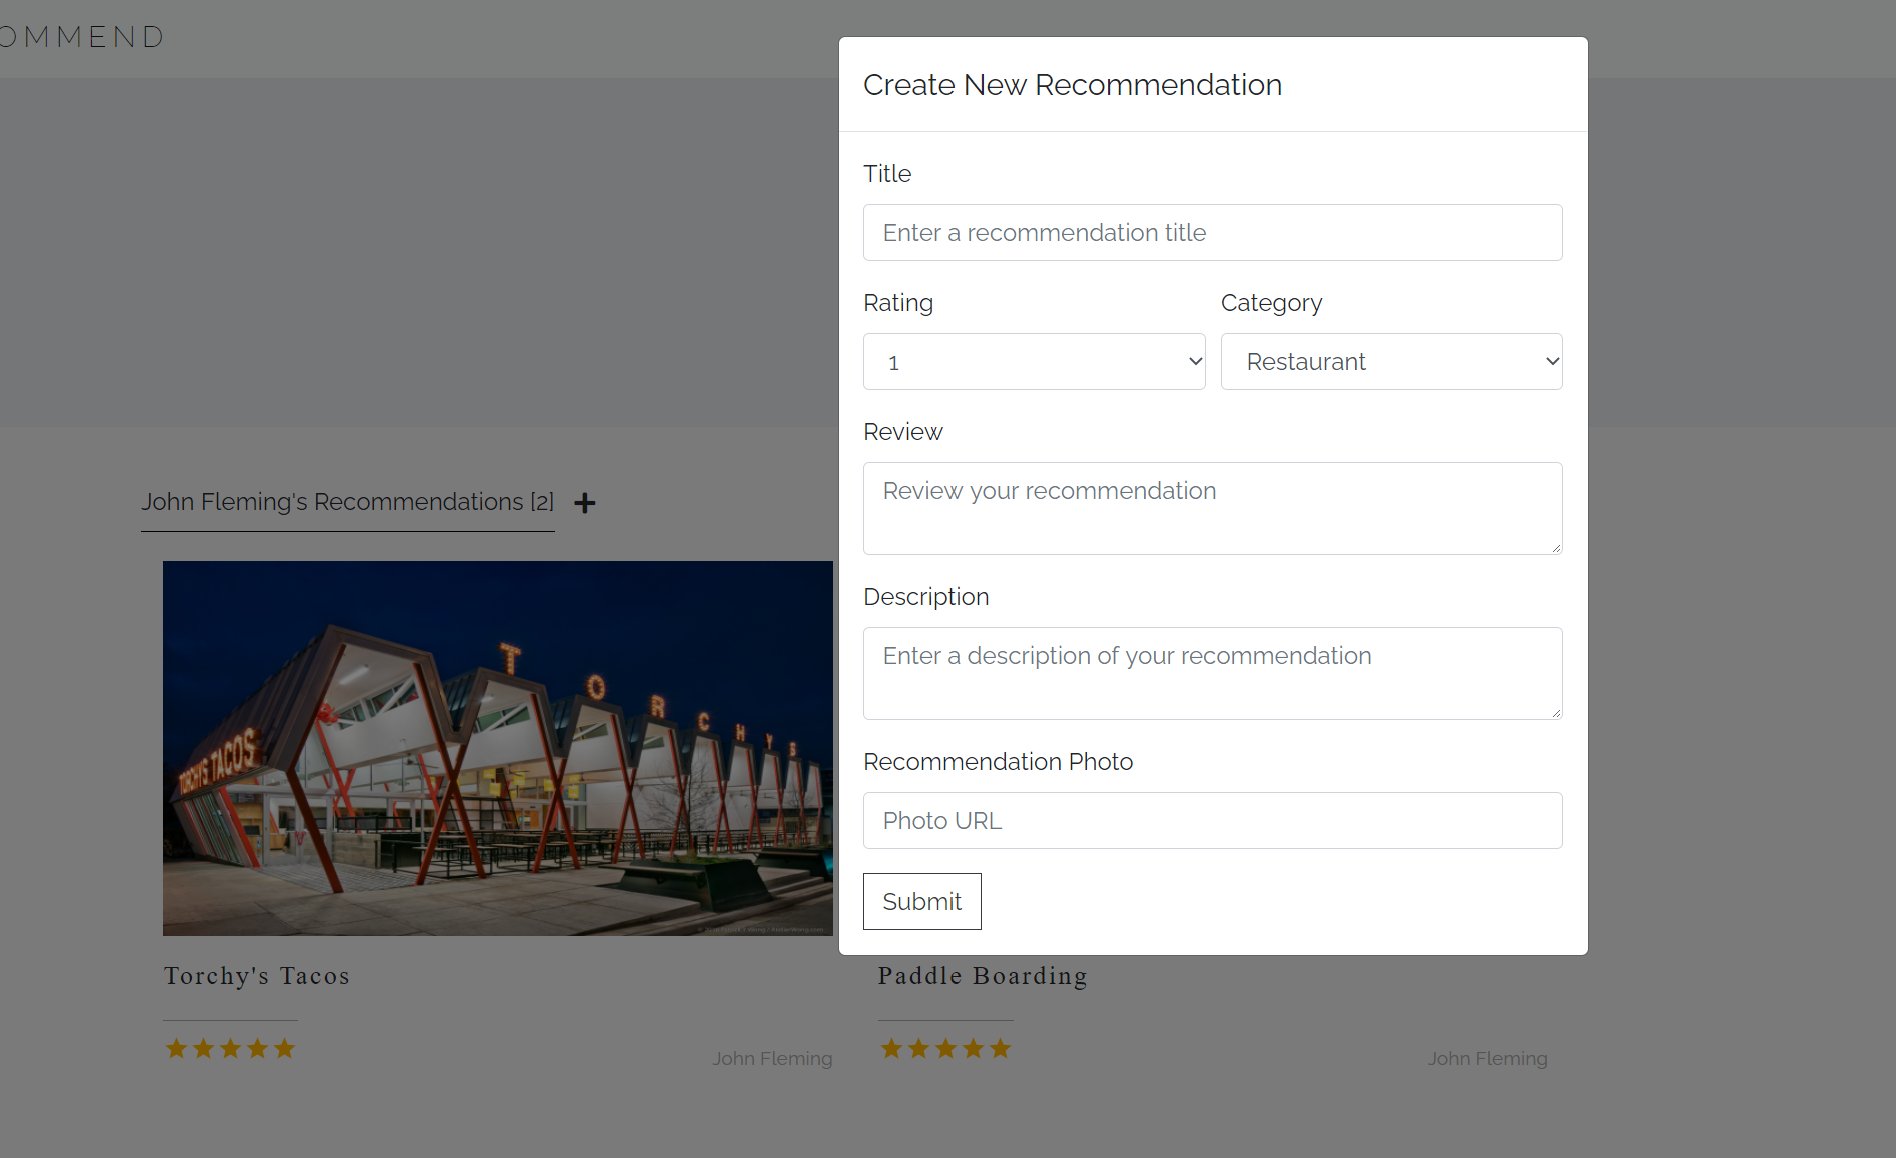 OMMEND
Create New Recommendation
Title
Enter a recommendation title
Rating
Category
1
Restaurant
Review
Review your recommendation
John Fleming's Recommendations [2]
Description
Enter a description of your recommendation
TORCHYS
TORCHY'S TACOS
Recommendation Photo
Photo URL
Submit
Torchy's Tacos
Paddle Boarding
John Fleming
John Fleming